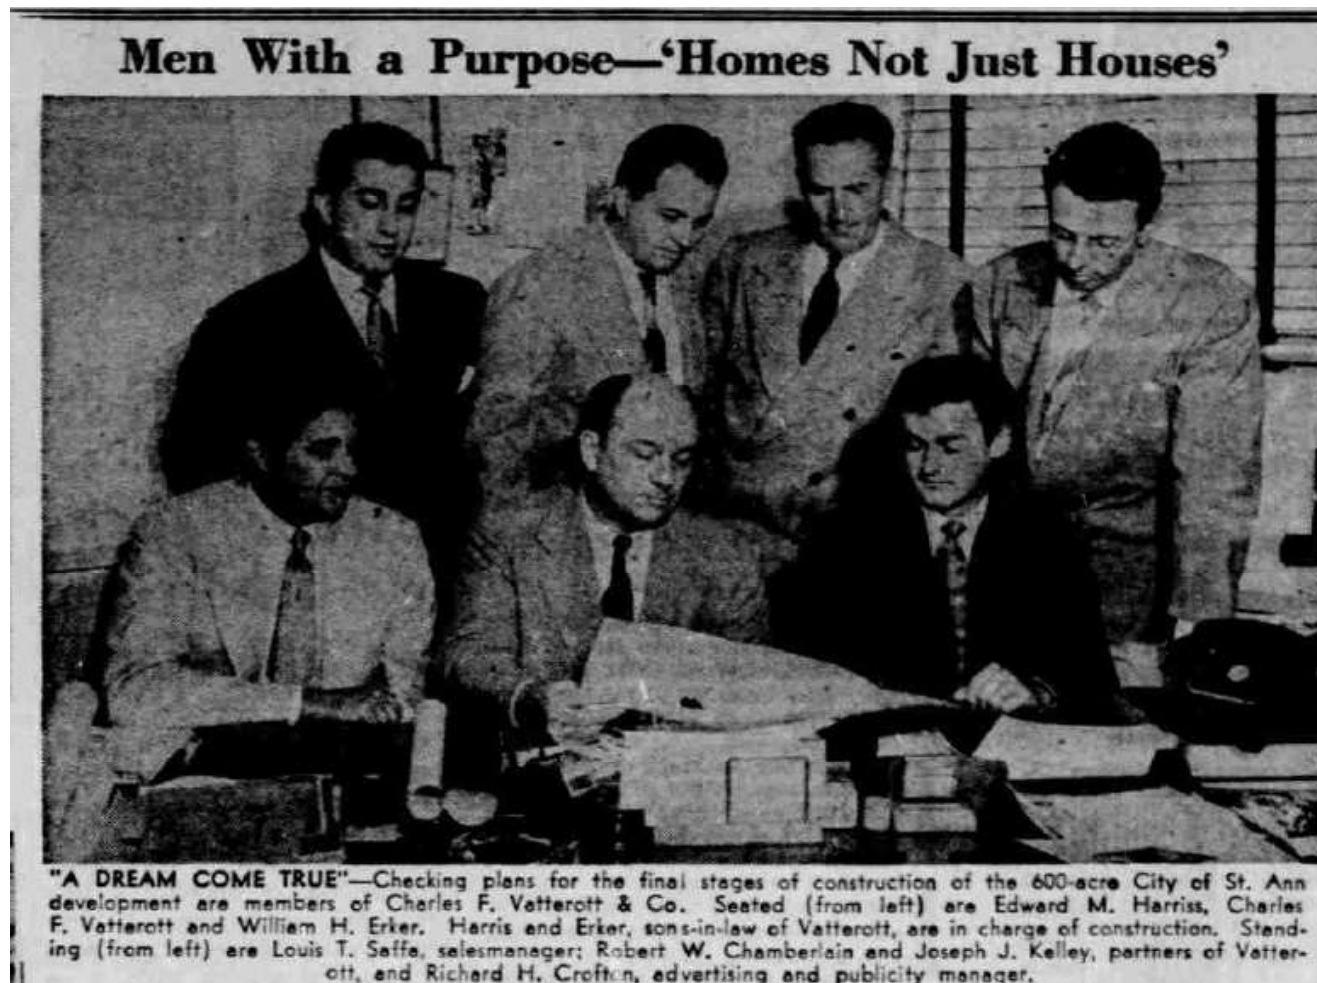 Men With a Purpose—‘Homes Not Just Houses’
"A DREAM COME TRUE"—Checking plans for the final stages of construction of the 600-acre City of St. Ann
development are members of Charles F. Vatterott & Co. Seated (from left) are Edward M. Harriss, Charles
F. Vatterott and William H. Erker. Harris and Erker, sons-in-law of Vatterott, are in charge of construction. Stand-
ing (from left) are Louis T. Saffa, salesmanager; Robert W. Chamberlain and Joseph J. Kelley, partners of Vatter-
ott, and Richard H. Crofton, advertising and publicity manager.